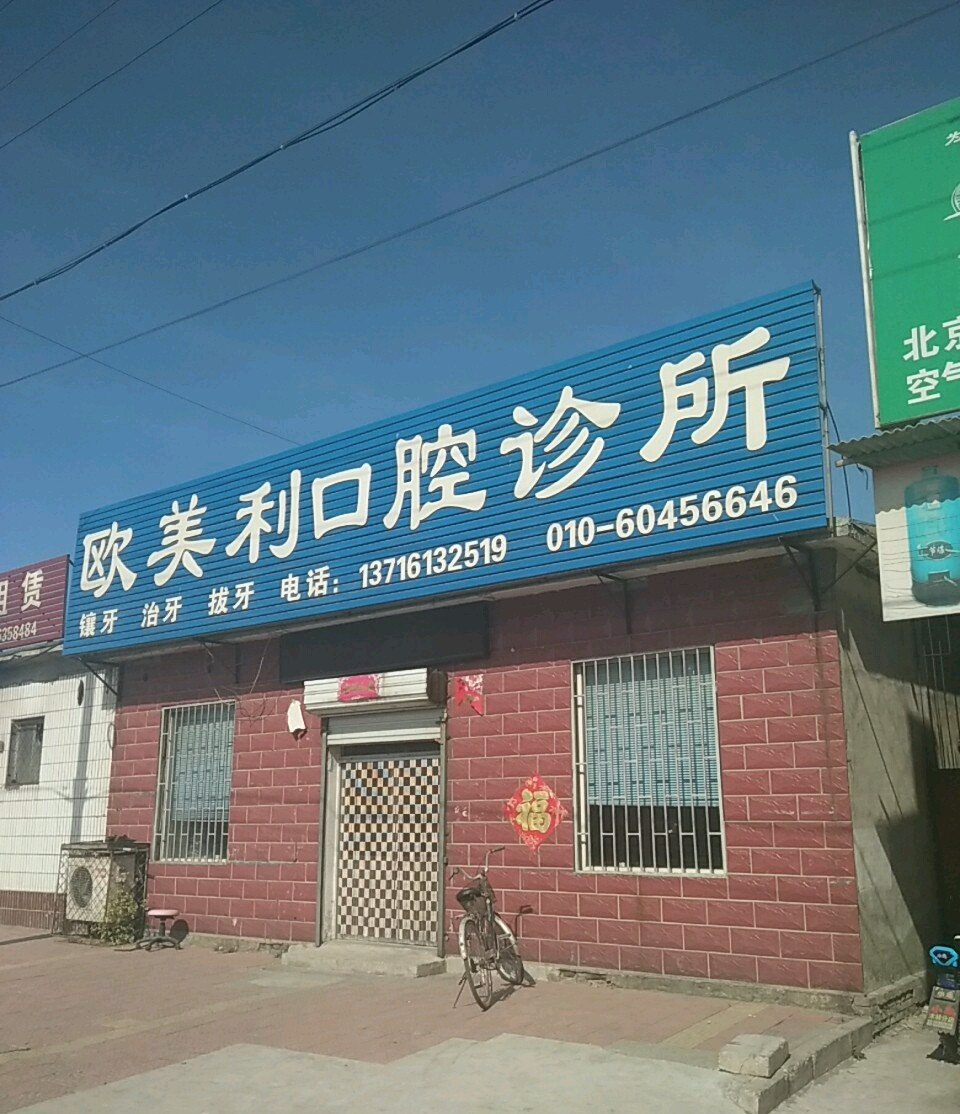 欧美利口腔诊所
镶牙 治牙 拔牙 电话：13716132519 010-60456646
租赁
358484
北京
空气
福